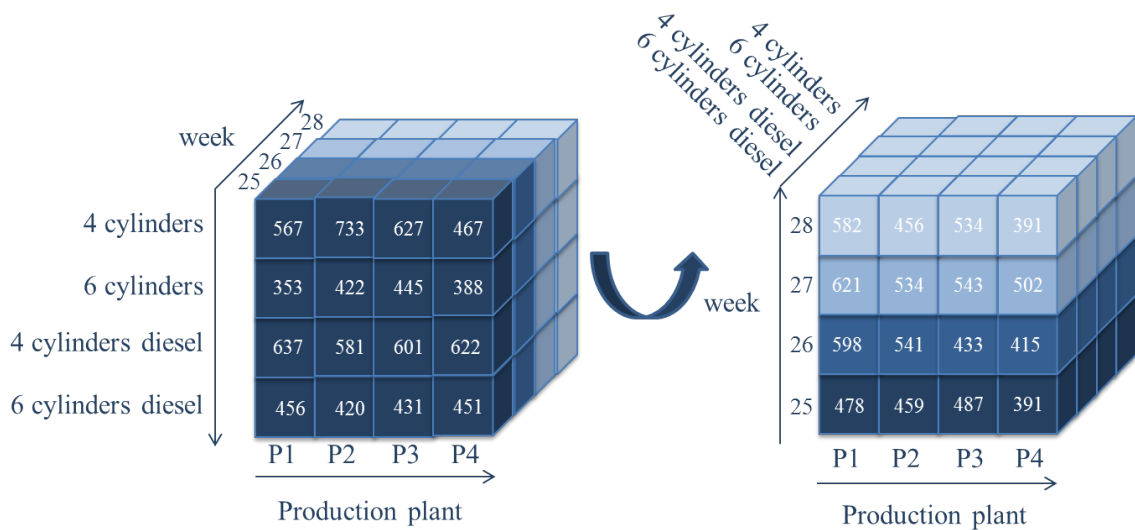 week
28
27
26
25
4 cylinders
6 cylinders
4 cylinders diesel
6 cylinders diesel
567 733 627 467
353 422 445 388
637 581 601 622
456 420 431 451
P1 P2 P3 P4
Production plant
4 cylinders
6 cylinders
4 cylinders diesel
6 cylinders diesel
week
28
27
26
25
582 456 534 391
621 534 543 502
598 541 433 415
478 459 487 391
P1 P2 P3 P4
Production plant